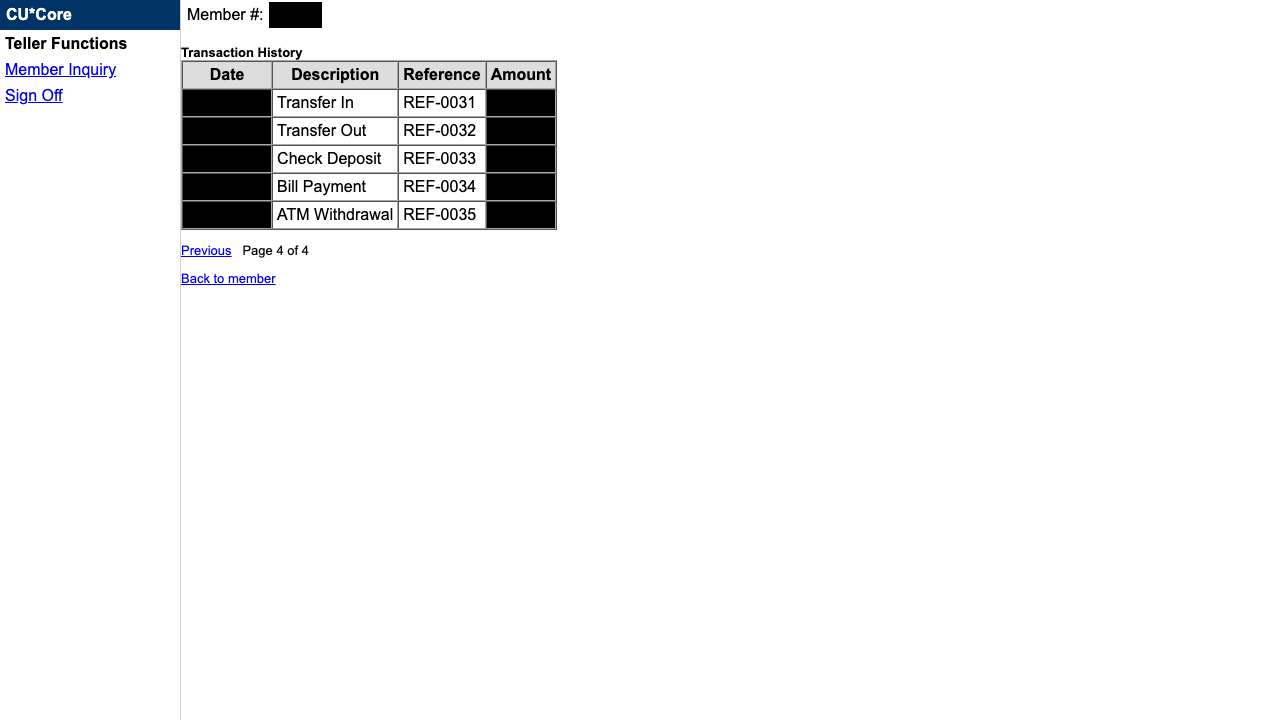 CU*Core
Member #:
Teller Functions
Member Inquiry
Sign Off
Transaction History
Date Description Reference Amount
Transfer In REF-0031
Transfer Out REF-0032
Check Deposit REF-0033
Bill Payment REF-0034
ATM Withdrawal REF-0035
Previous Page 4 of 4
Back to member